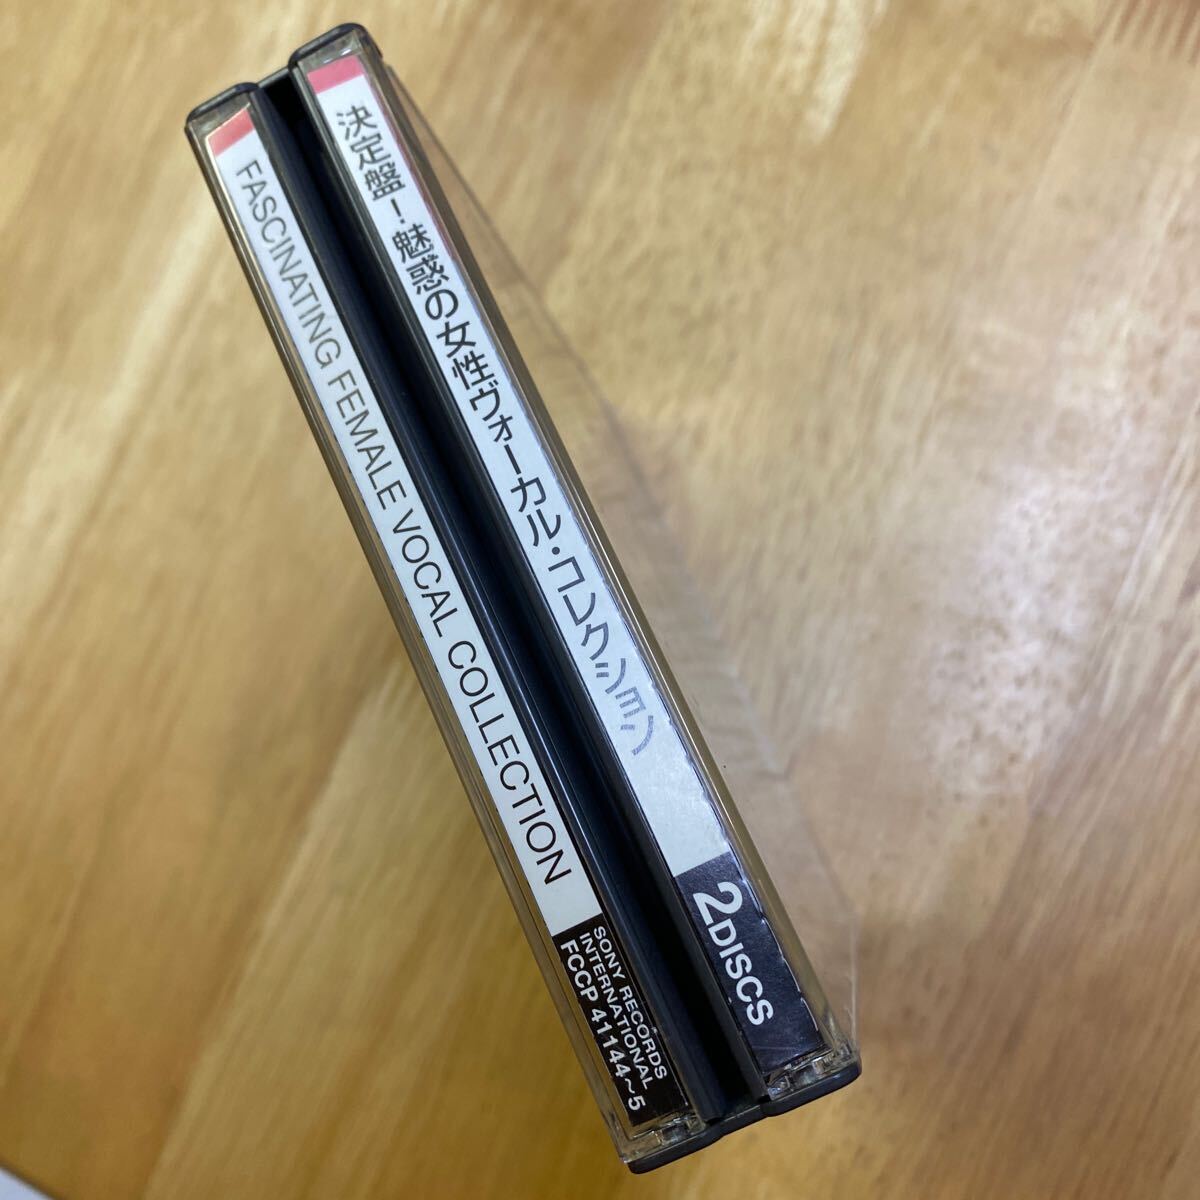 決定盤!魅惑の女性ヴォーカル・コレクション
2DISCS
FASCINATING FEMALE VOCAL COLLECTION
SONY RECORDS
INTERNATIONAL
FCCP 41144~5